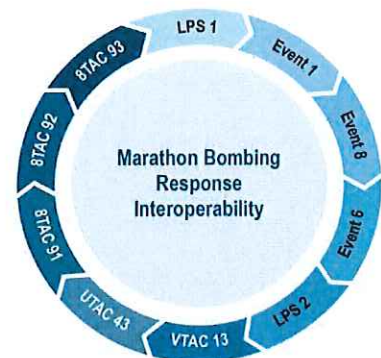 LPS 1
Event 1
Event 8
Event 6
LPS 2
VTAC 13
UTAC 43
8TAC 91
8TAC 92
8TAC 93
Marathon Bombing
Response
Interoperability